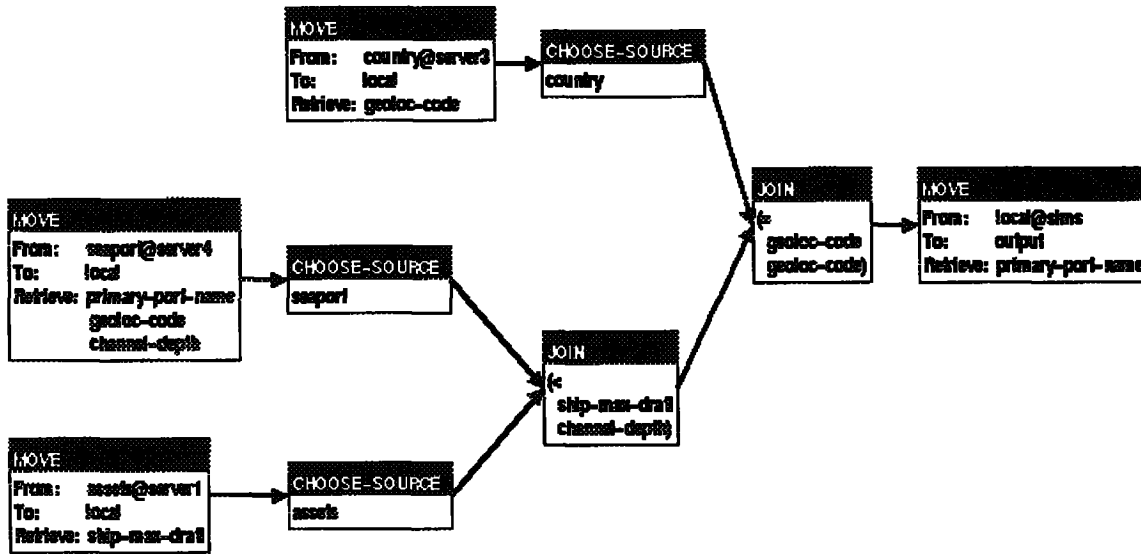 MOVE
From: country@server3
To: local
Retrieve: geoloc-code
CHOOSE-SOURCE
country
MOVE
From: seaport@server4
To: local
Retrieve: primary-port-name
geoloc-code
channel-depth
CHOOSE-SOURCE
seaport
MOVE
From: assets@server1
To: local
Retrieve: ship-max-draft
CHOOSE-SOURCE
assets
JOIN
(<
ship-max-draft
channel-depth)
JOIN
(=
geoloc-code
geoloc-code)
MOVE
From: local@sims
To: output
Retrieve: primary-port-name